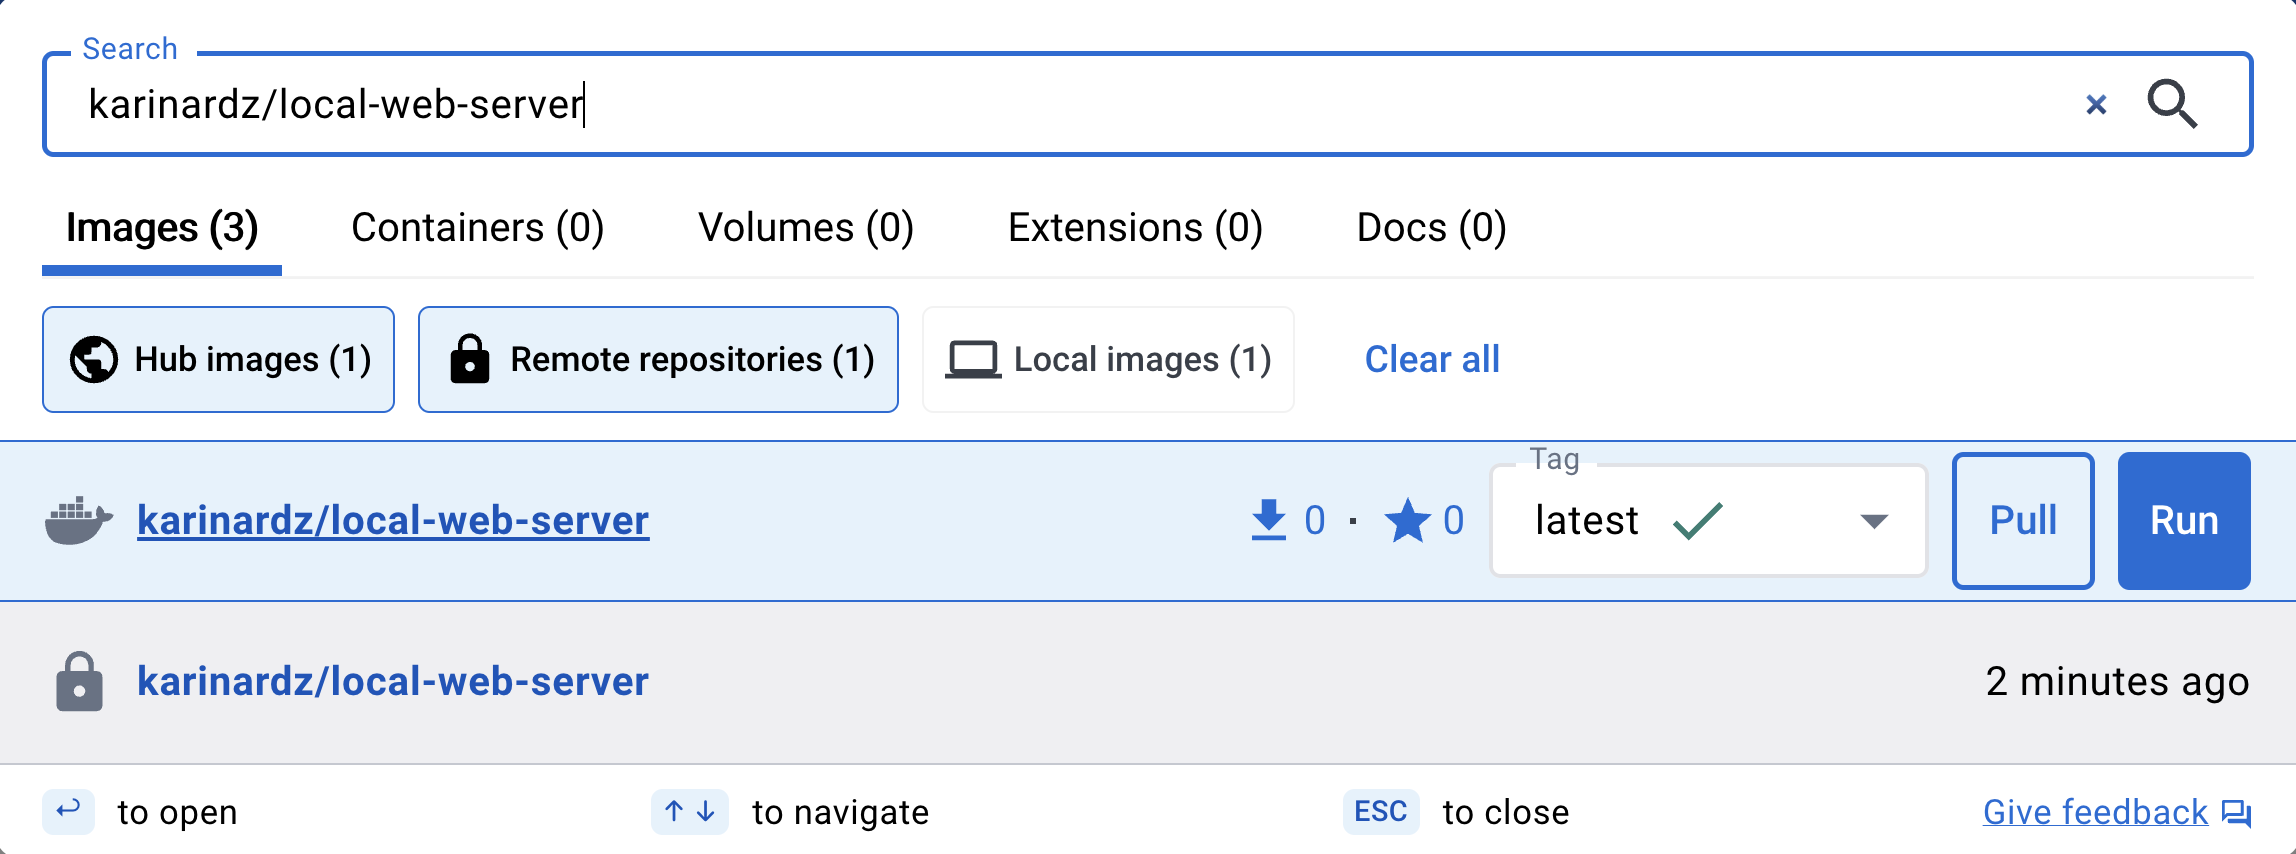 Search
karinardz/local-web-server
Images (3) Containers (0) Volumes (0) Extensions (0) Docs (0)
Hub images (1) Remote repositories (1) Local images (1) Clear all
Tag
karinardz/local-web-server 0 · 0 latest Pull Run
karinardz/local-web-server 2 minutes ago
to open ↑ ↓ to navigate ESC to close Give feedback